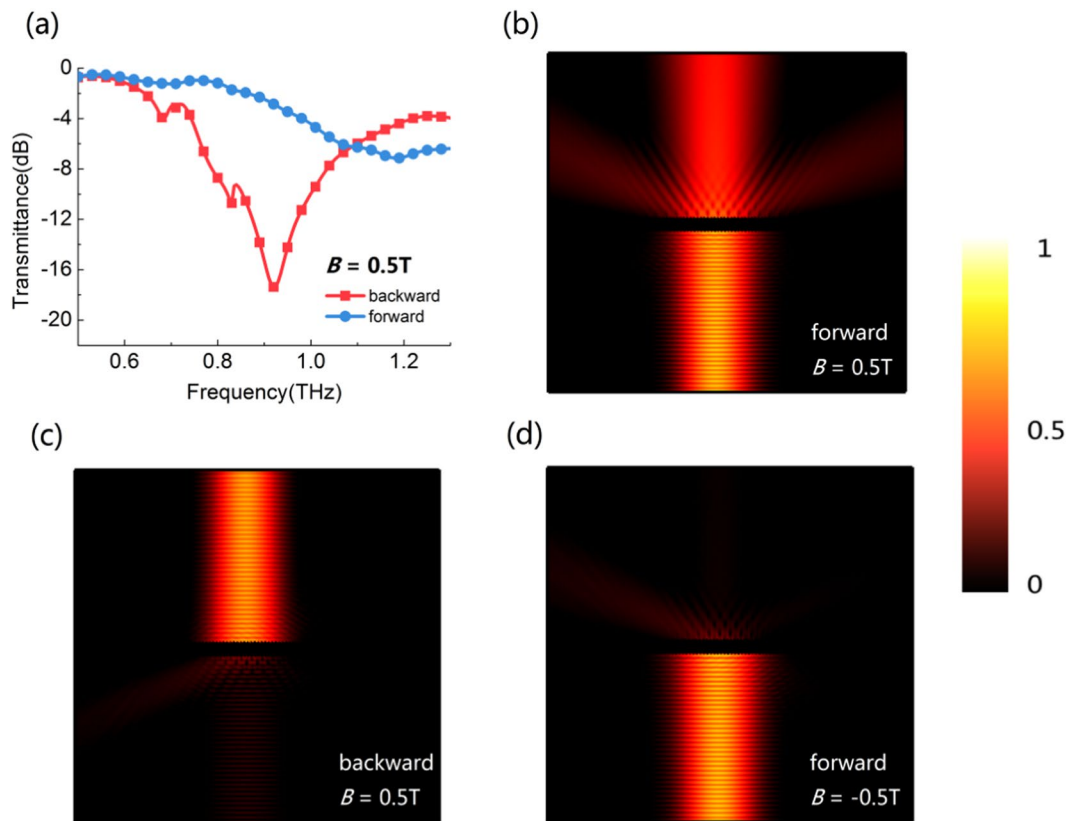 (a)
0
-4
-8
-12
-16
-20
Transmittance(dB)
0.6
0.8
1.0
1.2
Frequency(THz)
B = 0.5T
backward
forward
(b)
forward
B = 0.5T
1
0.5
0
(c)
backward
B = 0.5T
(d)
forward
B = -0.5T